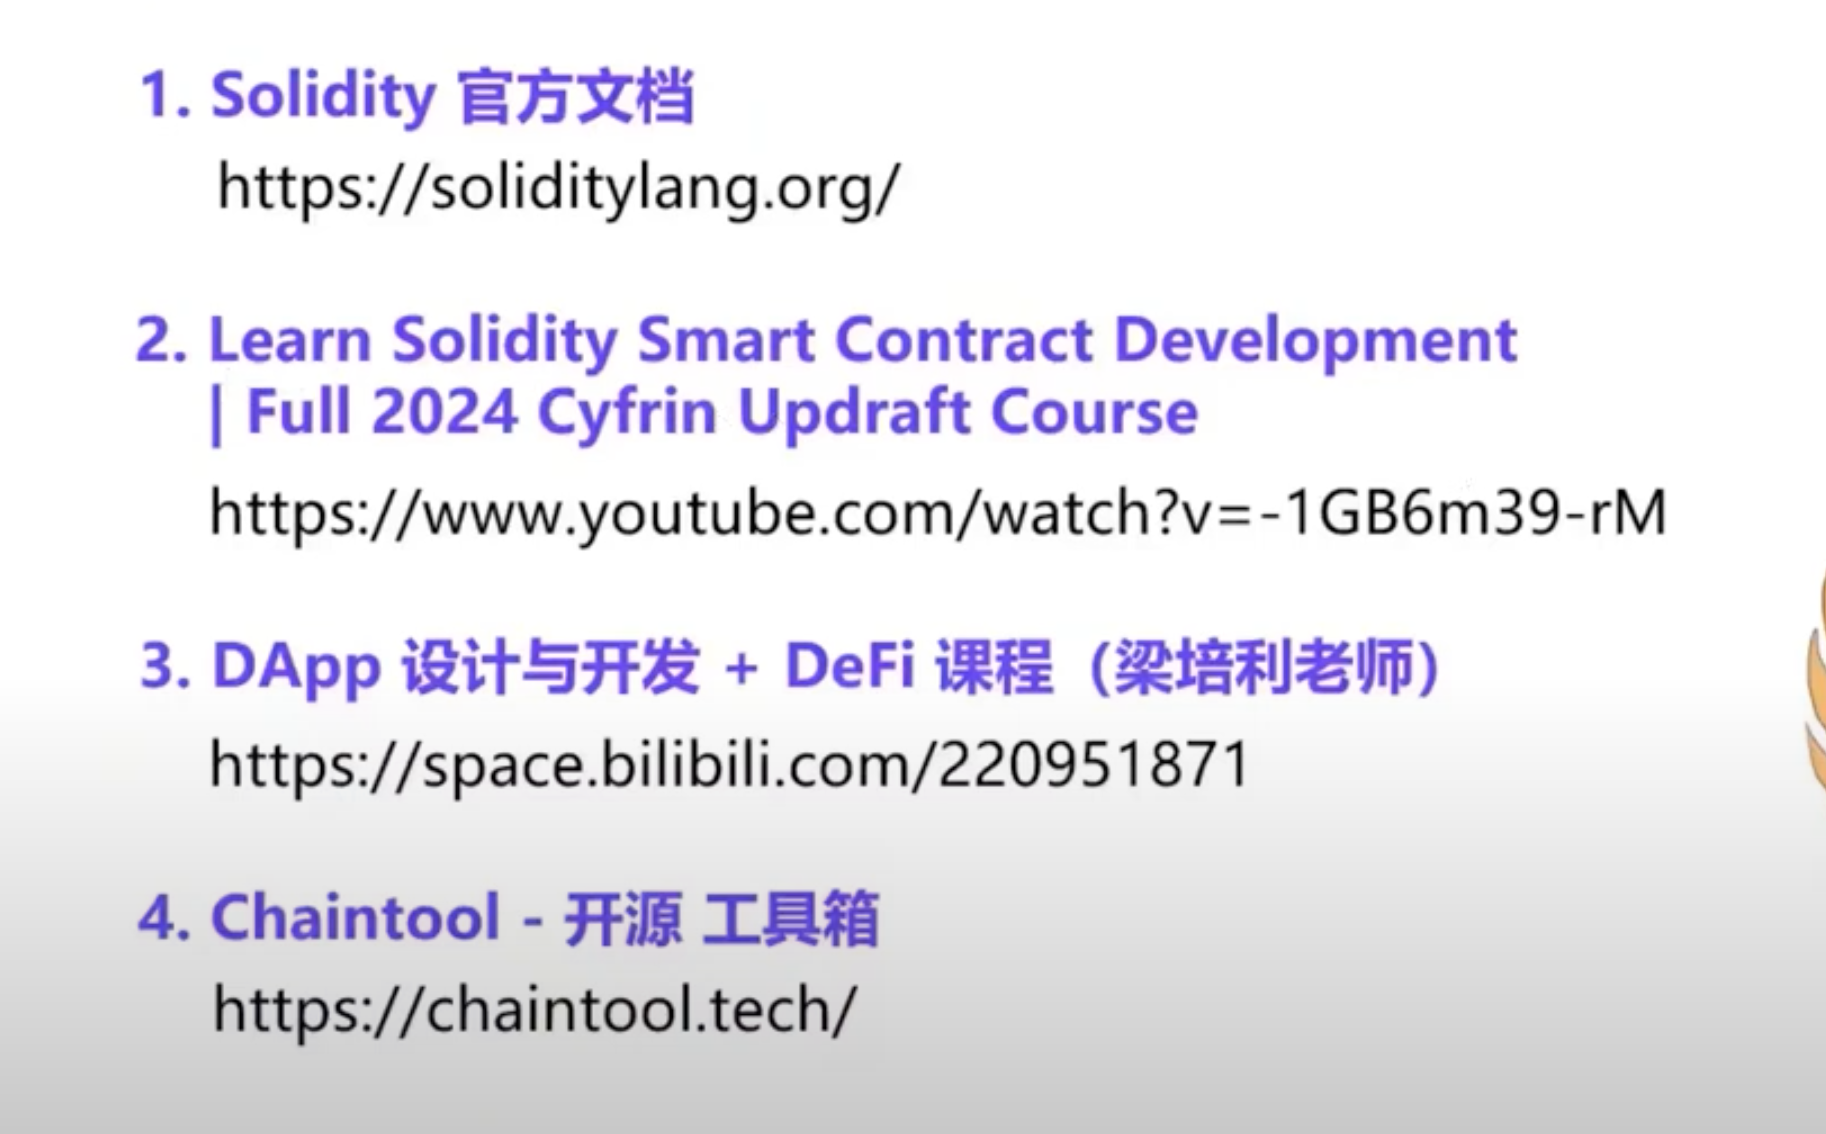 1. Solidity 官方文档
https://soliditylang.org/
2. Learn Solidity Smart Contract Development
| Full 2024 Cyfrin Updraft Course
https://www.youtube.com/watch?v=-1GB6m39-rM
3. DApp 设计与开发 + DeFi 课程（梁培利老师）
https://space.bilibili.com/220951871
4. Chaintool - 开源 工具箱
https://chaintool.tech/